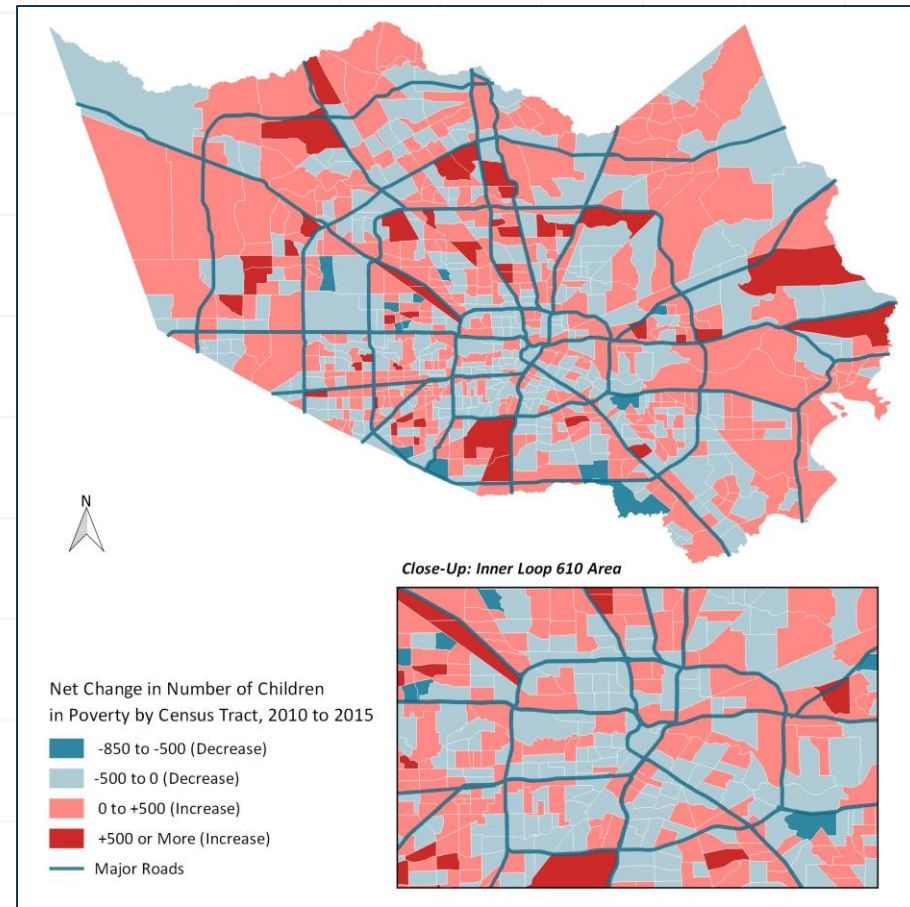 N
Close-Up: Inner Loop 610 Area
Net Change in Number of Children
in Poverty by Census Tract, 2010 to 2015
-850 to -500 (Decrease)
-500 to 0 (Decrease)
0 to +500 (Increase)
+500 or More (Increase)
Major Roads